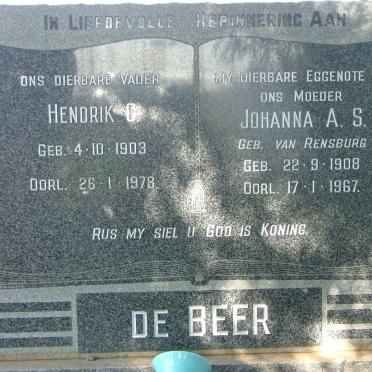 IN LIEFDEVOLLE HERINNERING AAN
ONS DIERBARE VADER
HENDRIK C.
GEB. 4-10-1903
OORL. 26-1-1978.
MY DIERBARE EGGENOTE
ONS MOEDER
JOHANNA A. S.
GEB. VAN RENSBURG
GEB. 22-9-1908
OORL. 17-1-1967.
RUS MY SIEL U GOD IS KONING.
DE BEER